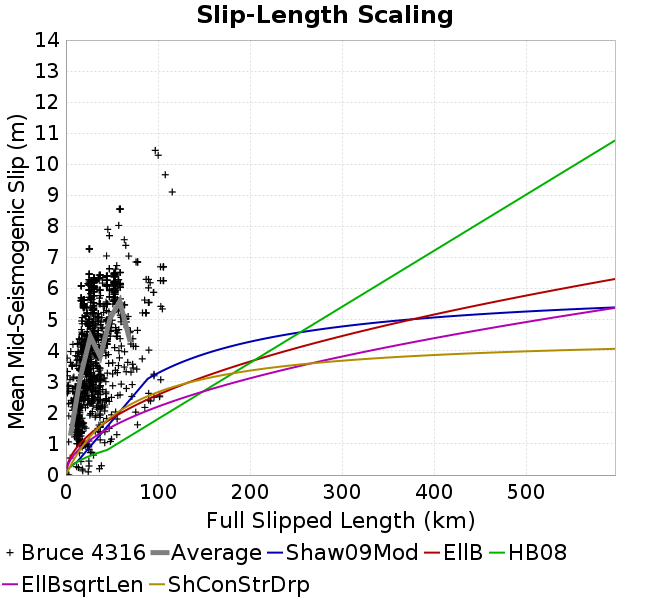 Slip-Length Scaling
Mean Mid-Seismogenic Slip (m)
14
13
12
11
10
9
8
7
6
5
4
3
2
1
0
0 100 200 300 400 500
Full Slipped Length (km)
Bruce 4316 Average Shaw09Mod EllB HB08
EllBsqrtLen ShConStrDrp